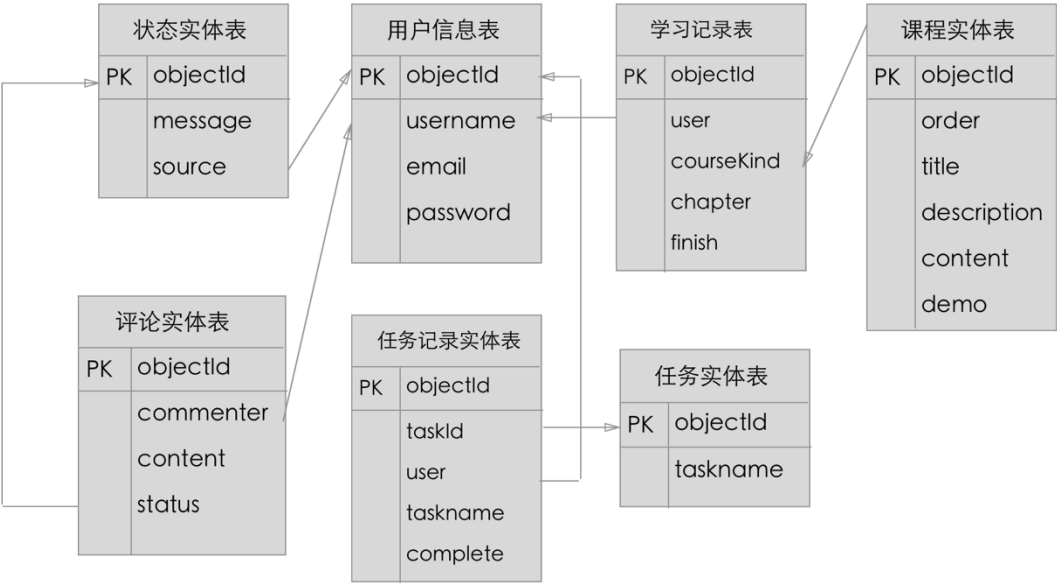 状态实体表
PK objectId
message
source
用户信息表
PK objectId
username
email
password
学习记录表
PK objectId
user
courseKind
chapter
finish
课程实体表
PK objectId
order
title
description
content
demo
评论实体表
PK objectId
commenter
content
status
任务记录实体表
PK objectId
taskId
user
taskname
complete
任务实体表
PK objectId
taskname